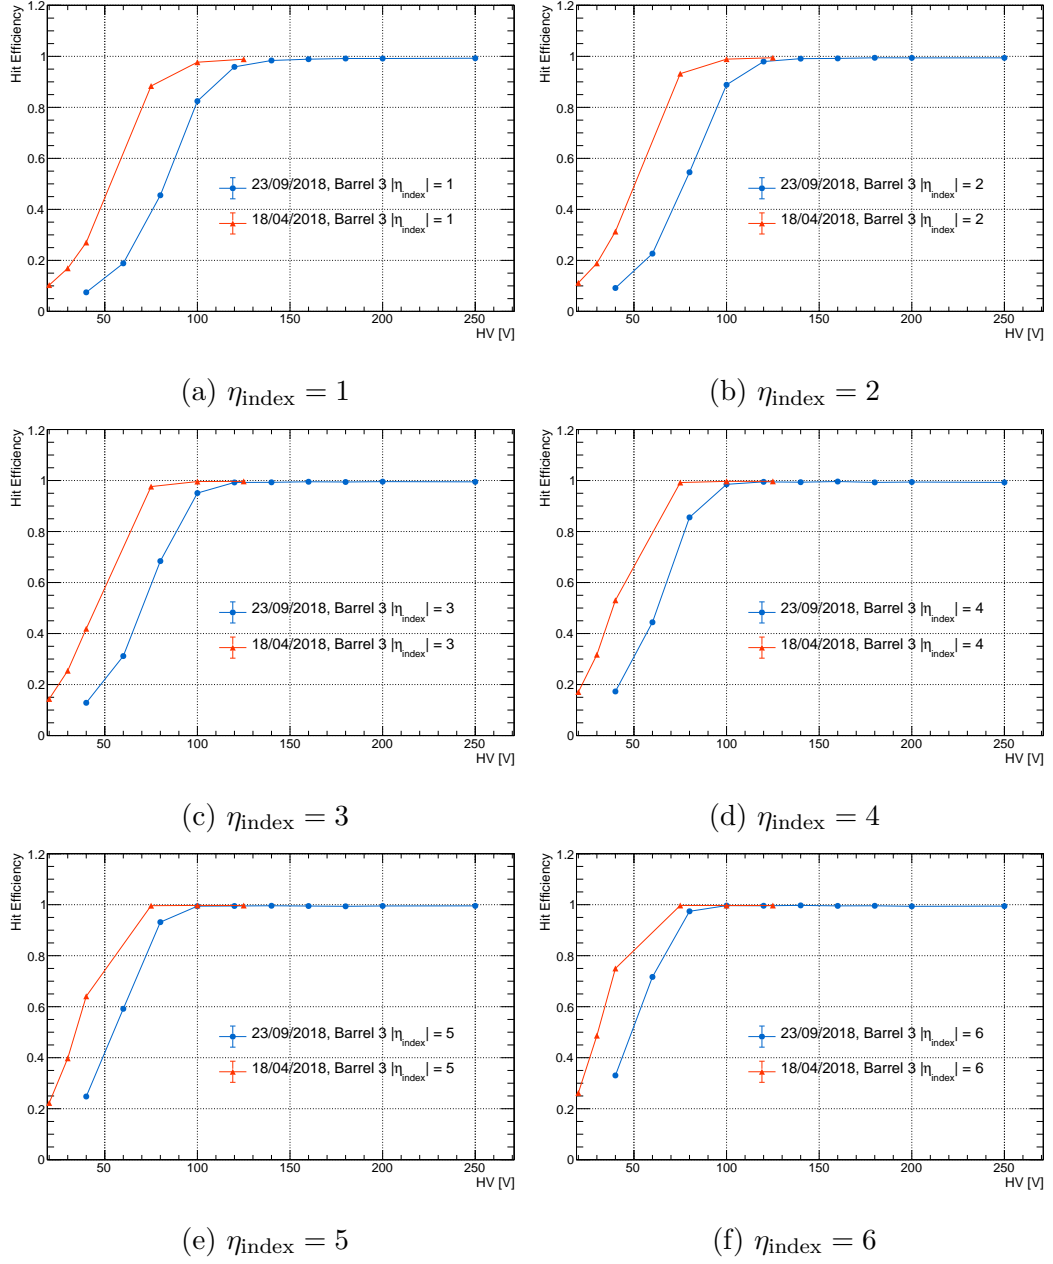 Hit Efficiency
1.2
1
0.8
0.6
0.4
0.2
0
23/09/2018, Barrel 3 |η_index| = 1
18/04/2018, Barrel 3 |η_index| = 1
50 100 150 200 250
HV [V]
(a) η_index = 1
Hit Efficiency
1.2
1
0.8
0.6
0.4
0.2
0
23/09/2018, Barrel 3 |η_index| = 2
18/04/2018, Barrel 3 |η_index| = 2
50 100 150 200 250
HV [V]
(b) η_index = 2
Hit Efficiency
1.2
1
0.8
0.6
0.4
0.2
0
23/09/2018, Barrel 3 |η_index| = 3
18/04/2018, Barrel 3 |η_index| = 3
50 100 150 200 250
HV [V]
(c) η_index = 3
Hit Efficiency
1.2
1
0.8
0.6
0.4
0.2
0
23/09/2018, Barrel 3 |η_index| = 4
18/04/2018, Barrel 3 |η_index| = 4
50 100 150 200 250
HV [V]
(d) η_index = 4
Hit Efficiency
1.2
1
0.8
0.6
0.4
0.2
0
23/09/2018, Barrel 3 |η_index| = 5
18/04/2018, Barrel 3 |η_index| = 5
50 100 150 200 250
HV [V]
(e) η_index = 5
Hit Efficiency
1.2
1
0.8
0.6
0.4
0.2
0
23/09/2018, Barrel 3 |η_index| = 6
18/04/2018, Barrel 3 |η_index| = 6
50 100 150 200 250
HV [V]
(f) η_index = 6